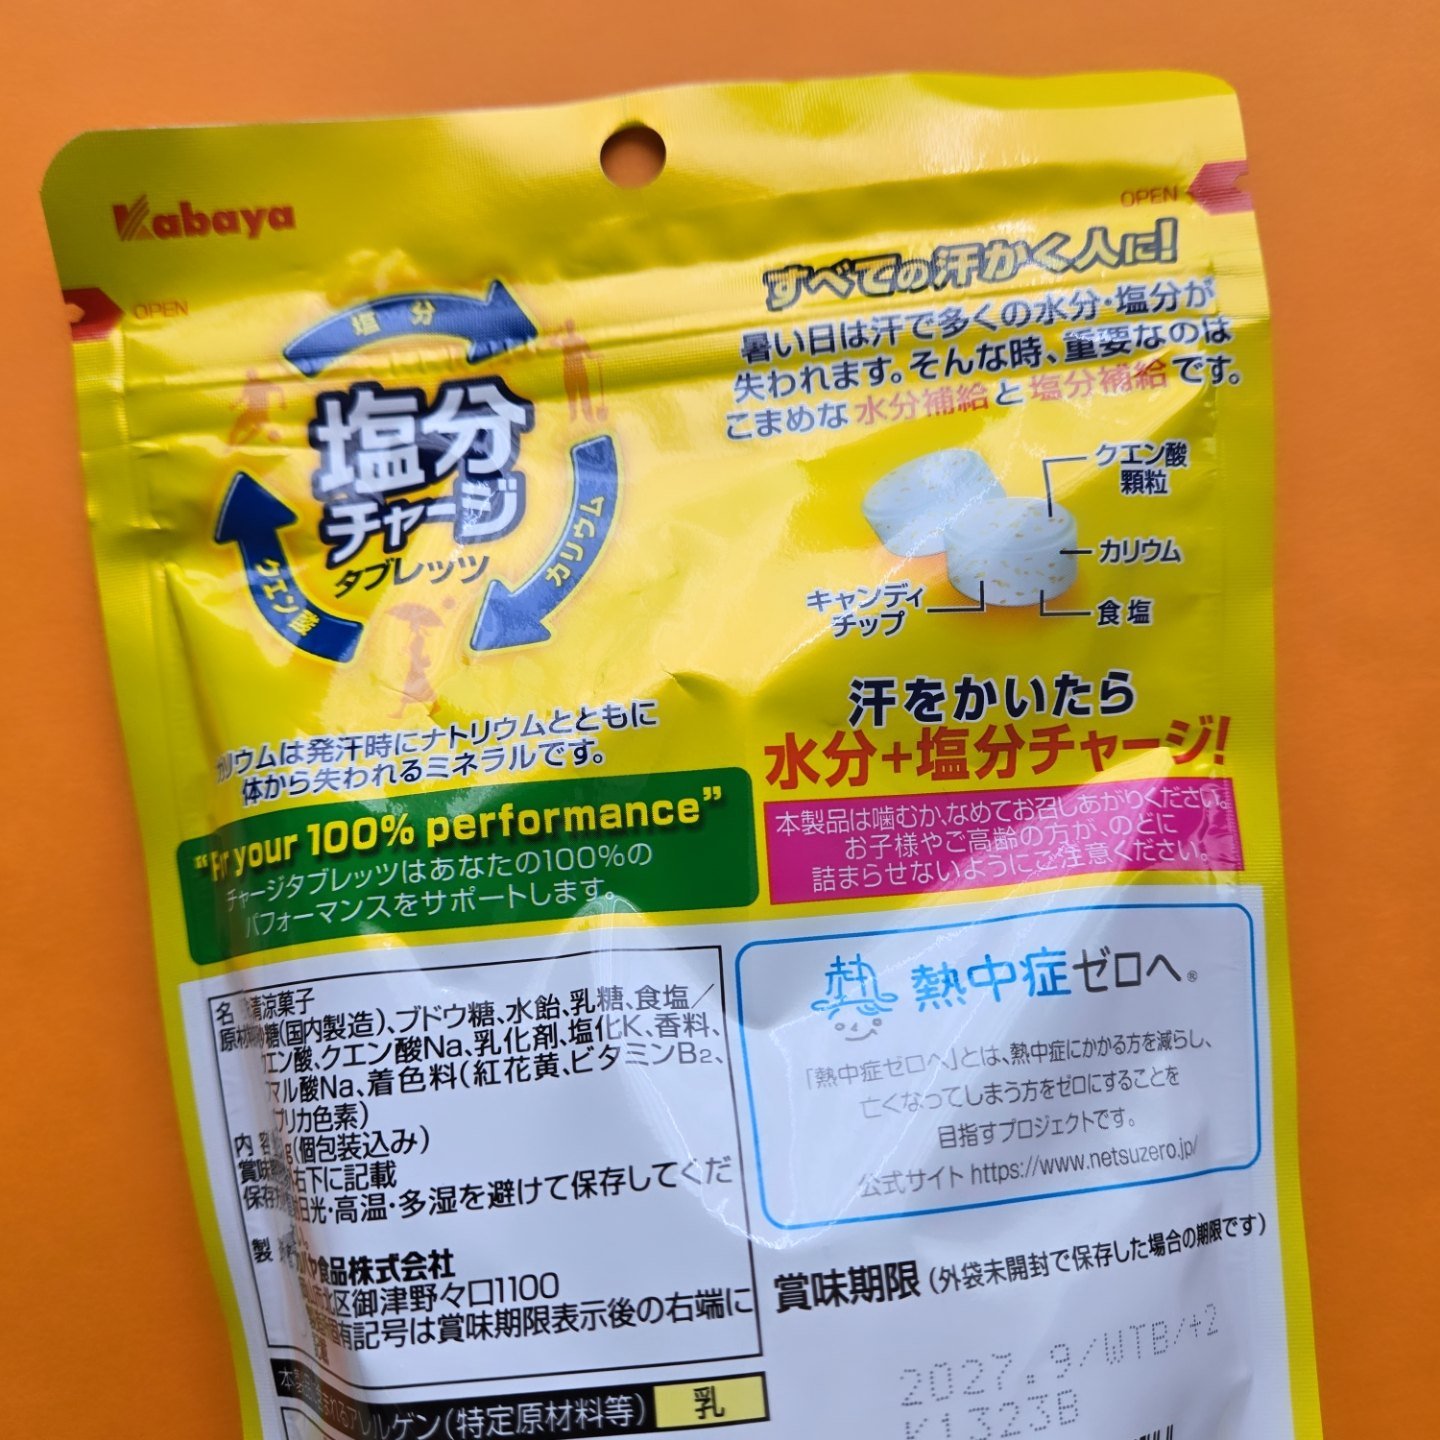 Kabaya
OPEN
OPEN
塩分
塩分
チャージ
タブレッツ
カリウム
クエン酸
カリウムは発汗時にナトリウムとともに
体から失われるミネラルです。
"For your 100% performance"
チャージタブレッツはあなたの100%の
パフォーマンスをサポートします。
すべての汗かく人に!
暑い日は汗で多くの水分・塩分が
失われます。そんな時、重要なのは
こまめな水分補給と塩分補給です。
クエン酸
顆粒
カリウム
食塩
キャンディ
チップ
汗をかいたら
水分+塩分チャージ!
本製品は噛むか、なめてお召しあがりください。
お子様やご高齢の方が、のどに
詰まらせないようにご注意ください。
名 清涼菓子
原材料 糖(国内製造)、ブドウ糖、水飴、乳糖、食塩/
クエン酸、クエン酸Na、乳化剤、塩化K、香料、
マル酸Na、着色料(紅花黄、ビタミンB2、
プリカ色素)
内容 g(個包装込み)
賞味 右下に記載
保存 日光・高温・多湿を避けて保存してくだ
製 カバヤ食品株式会社
市北区御津野々口1100
固有記号は賞味期限表示後の右端に
記載
アレルゲン(特定原材料等) 乳
熱 熱中症ゼロへ®
「熱中症ゼロへ」とは、熱中症にかかる方を減らし、
亡くなってしまう方をゼロにすることを
目指すプロジェクトです。
公式サイト https://www.netsuzero.jp/
賞味期限(外袋未開封で保存した場合の期限です)
2027.9/WTB/+2
K1323B